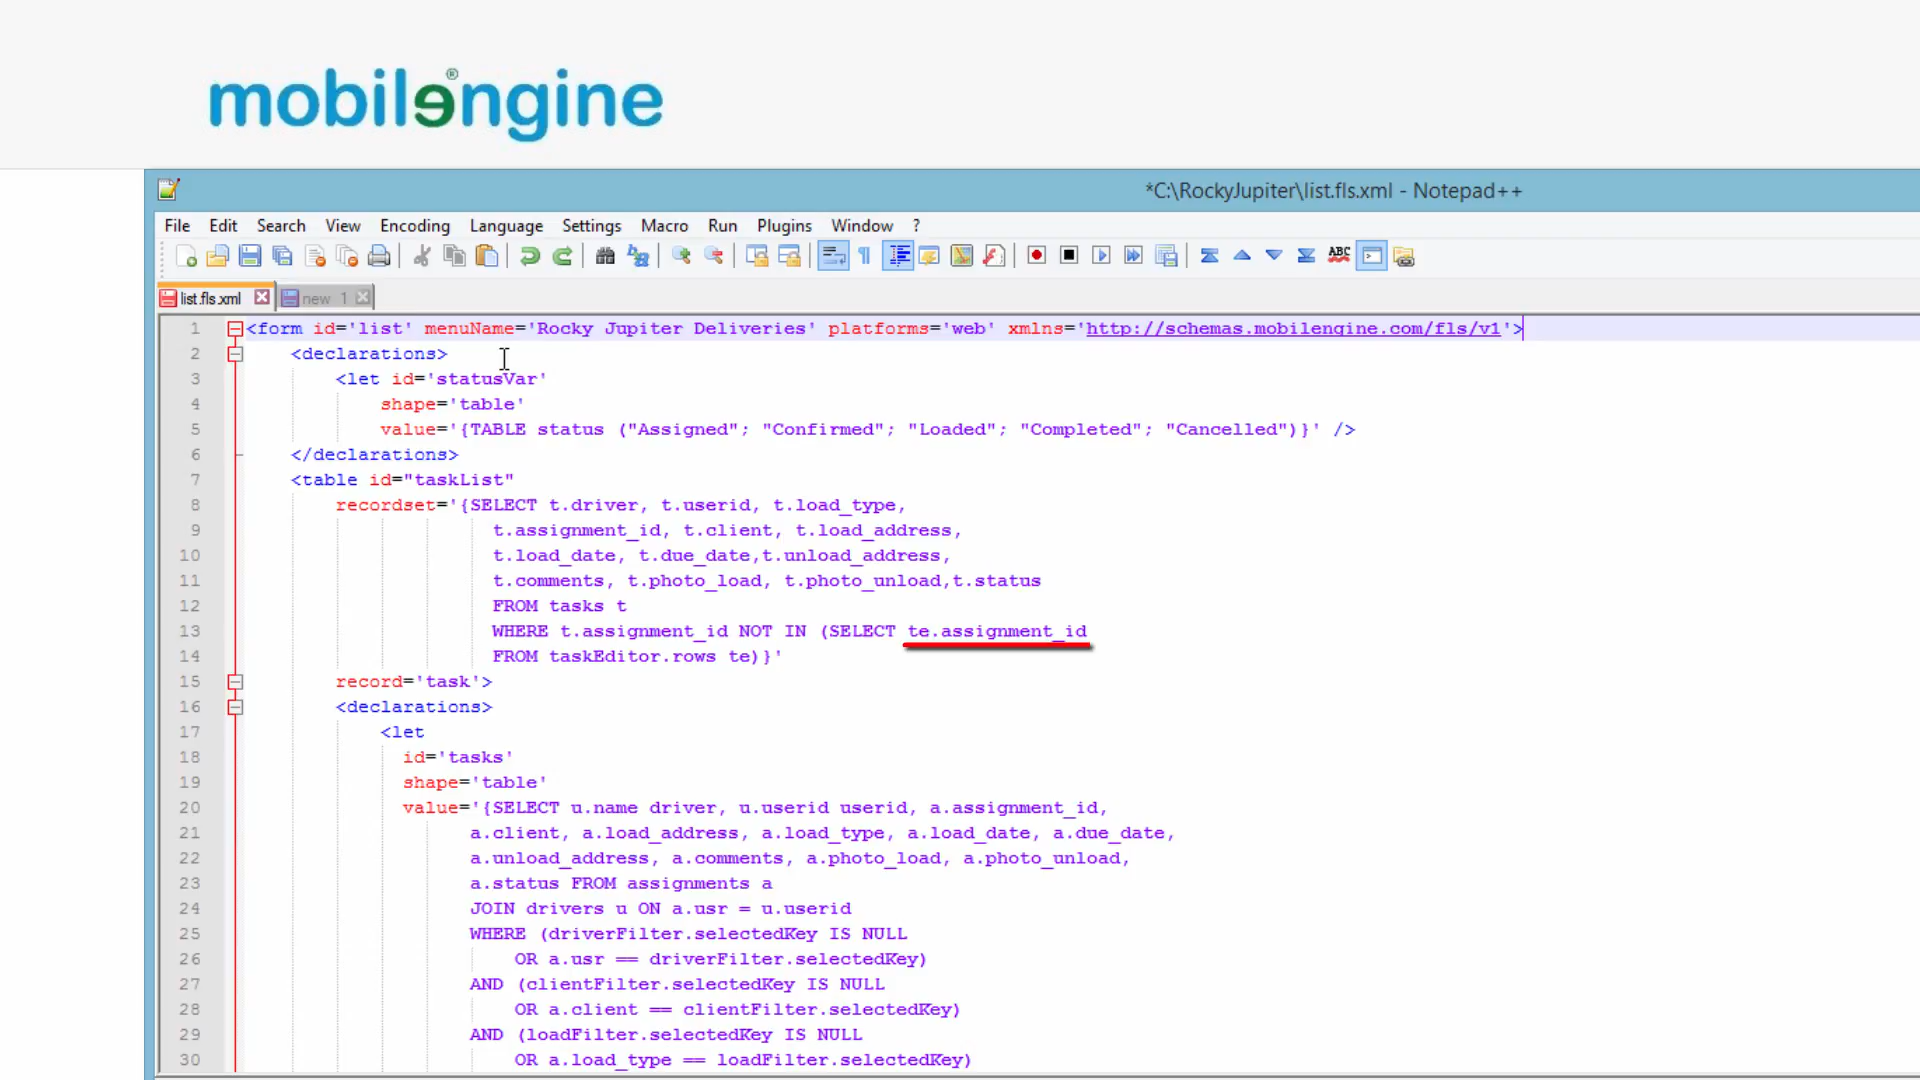 mobilengine®
*C:\RockyJupiter\list.fls.xml - Notepad++
File Edit Search View Encoding Language Settings Macro Run Plugins Window ?
ABC
list.fls.xml new 1
1 <form id='list' menuName='Rocky Jupiter Deliveries' platforms='web' xmlns='http://schemas.mobilengine.com/fls/v1'>
2 <declarations>
3 <let id='statusVar'
4 shape='table'
5 value='{TABLE status ("Assigned"; "Confirmed"; "Loaded"; "Completed"; "Cancelled")}' />
6 </declarations>
7 <table id="taskList"
8 recordset='{SELECT t.driver, t.userid, t.load_type,
9 t.assignment_id, t.client, t.load_address,
10 t.load_date, t.due_date,t.unload_address,
11 t.comments, t.photo_load, t.photo_unload,t.status
12 FROM tasks t
13 WHERE t.assignment_id NOT IN (SELECT te.assignment_id
14 FROM taskEditor.rows te)}'
15 record='task'>
16 <declarations>
17 <let
18 id='tasks'
19 shape='table'
20 value='{SELECT u.name driver, u.userid userid, a.assignment_id,
21 a.client, a.load_address, a.load_type, a.load_date, a.due_date,
22 a.unload_address, a.comments, a.photo_load, a.photo_unload,
23 a.status FROM assignments a
24 JOIN drivers u ON a.usr = u.userid
25 WHERE (driverFilter.selectedKey IS NULL
26 OR a.usr == driverFilter.selectedKey)
27 AND (clientFilter.selectedKey IS NULL
28 OR a.client == clientFilter.selectedKey)
29 AND (loadFilter.selectedKey IS NULL
30 OR a.load_type == loadFilter.selectedKey)